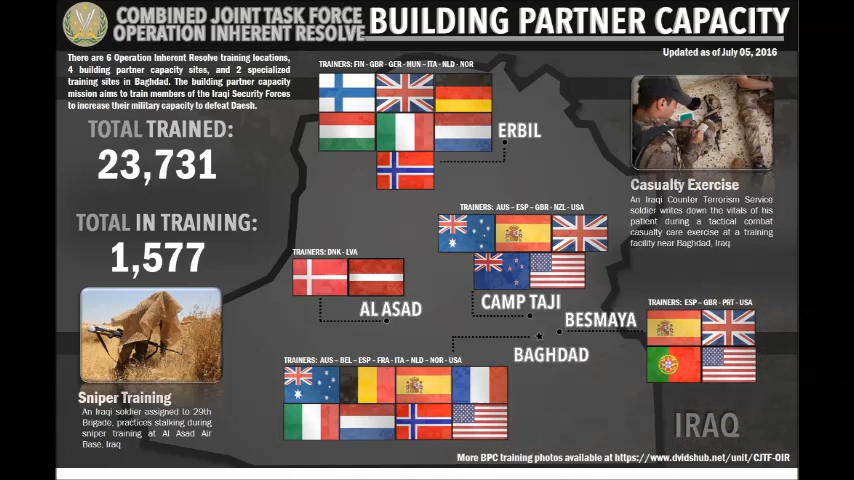 COMBINED JOINT TASK FORCE
OPERATION INHERENT RESOLVE
BUILDING PARTNER CAPACITY
Updated as of July 05, 2016
There are 6 Operation Inherent Resolve training locations,
4 building partner capacity sites, and 2 specialized
training sites in Baghdad. The building partner capacity
mission aims to train members of the Iraqi Security Forces
to increase their military capacity to defeat Daesh.
TOTAL TRAINED:
23,731
TOTAL IN TRAINING:
1,577
Sniper Training
An Iraqi soldier assigned to 29th
Brigade, practices stalking during
sniper training at Al Asad Air
Base, Iraq.
TRAINERS: FIN - GBR - GER - HUN – ITA - NLD - NOR
ERBIL
Casualty Exercise
An Iraqi Counter Terrorism Service
soldier writes down the vitals of his
patient during a tactical combat
casualty care exercise at a training
facility near Baghdad, Iraq.
TRAINERS: AUS – ESP – GBR - NZL - USA
CAMP TAJI
TRAINERS: DNK - LVA
AL ASAD
BESMAYA
TRAINERS: ESP – GBR - PRT - USA
BAGHDAD
TRAINERS: AUS – BEL – ESP – FRA - ITA – NLD – NOR - USA
IRAQ
More BPC training photos available at https://www.dvidshub.net/unit/CJTF-OIR